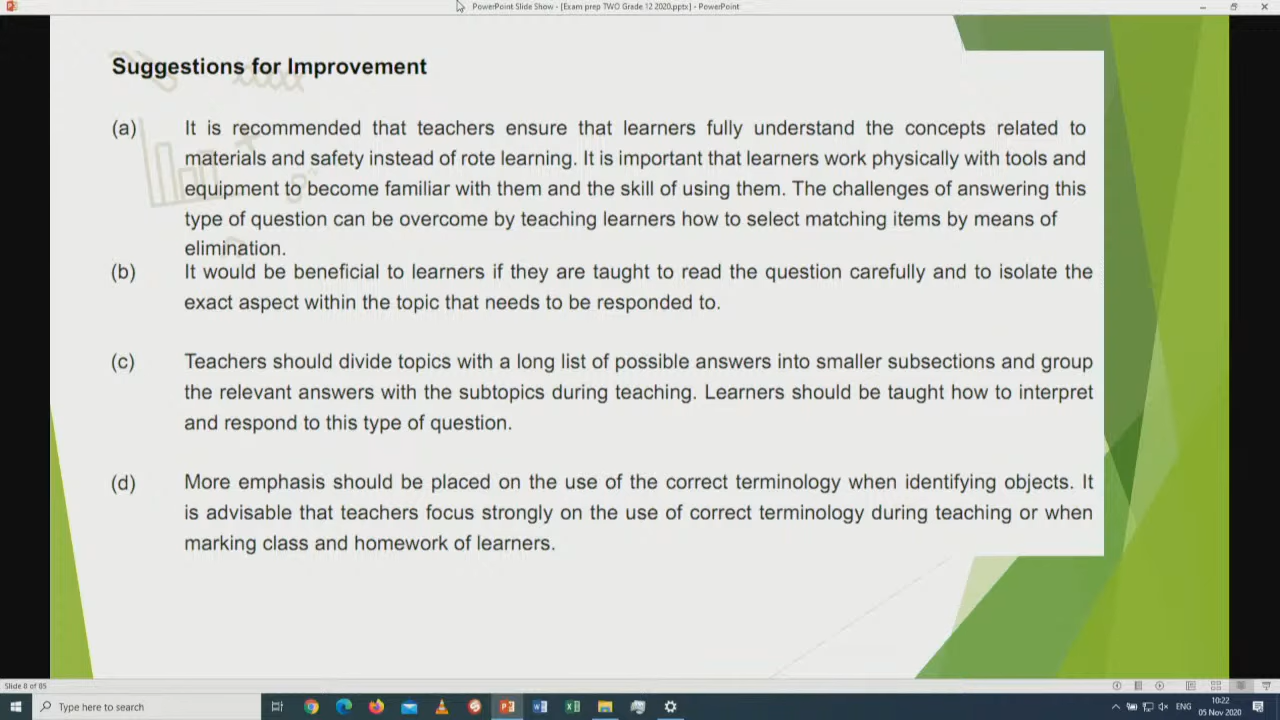 PowerPoint Slide Show - [Exam prep TWO Grade 12 2020.pptx] - PowerPoint
Suggestions for Improvement
(a) It is recommended that teachers ensure that learners fully understand the concepts related to
materials and safety instead of rote learning. It is important that learners work physically with tools and
equipment to become familiar with them and the skill of using them. The challenges of answering this
type of question can be overcome by teaching learners how to select matching items by means of
elimination.
(b) It would be beneficial to learners if they are taught to read the question carefully and to isolate the
exact aspect within the topic that needs to be responded to.
(c) Teachers should divide topics with a long list of possible answers into smaller subsections and group
the relevant answers with the subtopics during teaching. Learners should be taught how to interpret
and respond to this type of question.
(d) More emphasis should be placed on the use of the correct terminology when identifying objects. It
is advisable that teachers focus strongly on the use of correct terminology during teaching or when
marking class and homework of learners.
Slide 8 of 85
Type here to search
ENG
10:22
05 Nov 2020